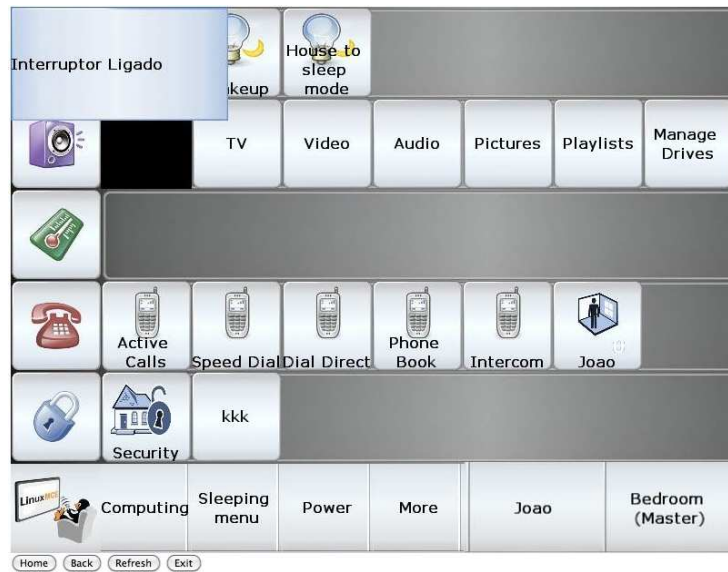 Interruptor Ligado
keup
House to
sleep
mode
TV
Video
Audio
Pictures
Playlists
Manage
Drives
Active
Calls
Speed Dial
Dial Direct
Phone
Book
Intercom
Joao
Security
kkk
LinuxMCE
Computing
Sleeping
menu
Power
More
Joao
Bedroom
(Master)
Home
Back
Refresh
Exit